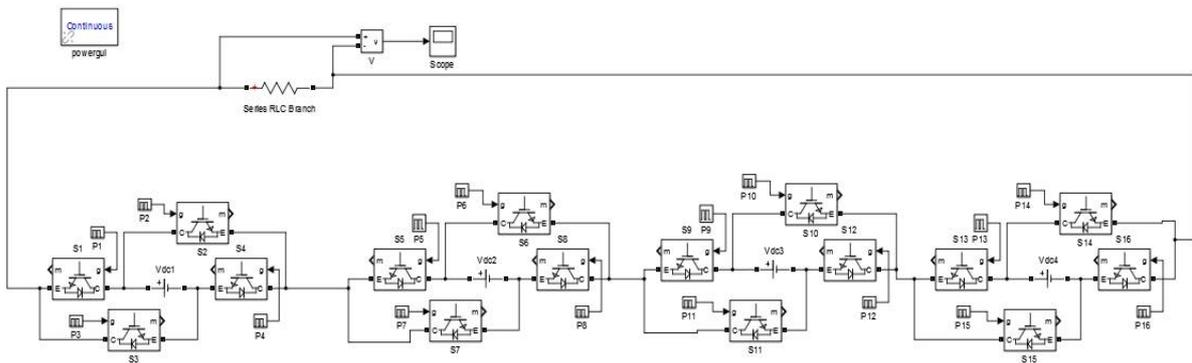 Continuous
powergui
v
V
Scope
Series RLC Branch
P2
g m
C E
S2
P1
S1
m g
E C
Vdc1
S4
g
E C
P3
g m
C E
S3
P4
P6
g m
C E
S6
P5
S5
m g
E C
Vdc2
S8
m g
E C
P7
g m
C E
S7
P8
P10
g m
C E
S10
P9
S9
m g
E C
Vdc3
S12
m g
E C
P11
g m
C E
S11
P12
P14
g m
C E
S14
P13
S13
m g
E C
Vdc4
S16
m g
E C
P15
g m
C E
S15
P16